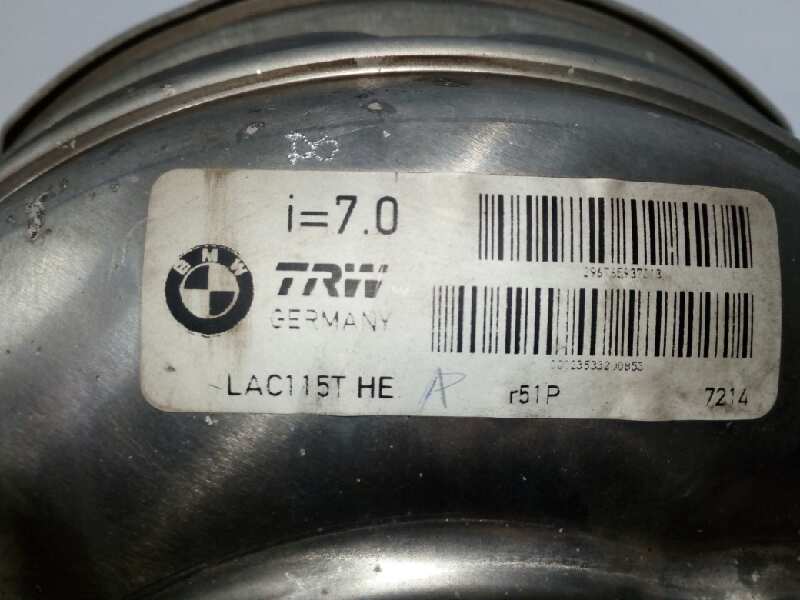 i=7.0
BMW
TRW
GERMANY
LAC115T HE
r51P
7214